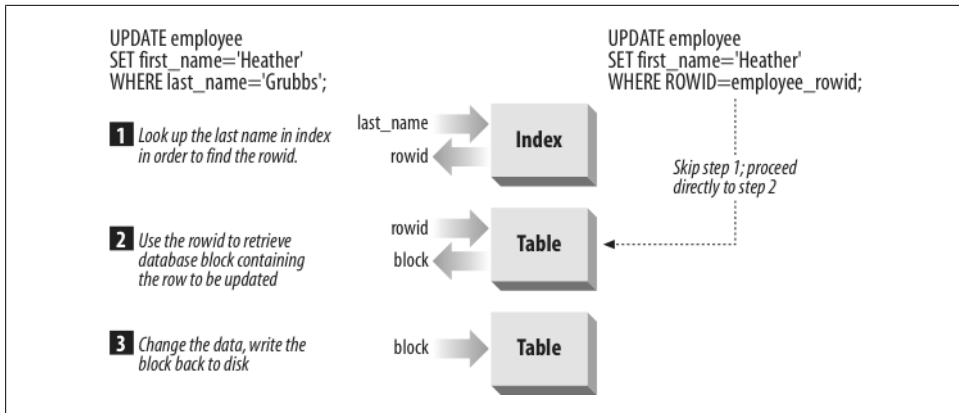 UPDATE employee
SET first_name='Heather'
WHERE last_name='Grubbs';
UPDATE employee
SET first_name='Heather'
WHERE ROWID=employee_rowid;
1 Look up the last name in index
in order to find the rowid.
last_name
rowid
Index
Skip step 1; proceed
directly to step 2
2 Use the rowid to retrieve
database block containing
the row to be updated
rowid
block
Table
3 Change the data, write the
block back to disk
block
Table